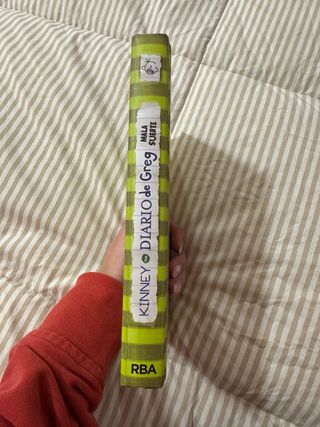 KINNEY DIARIO de Greg
MALA
SUERTE
RBA